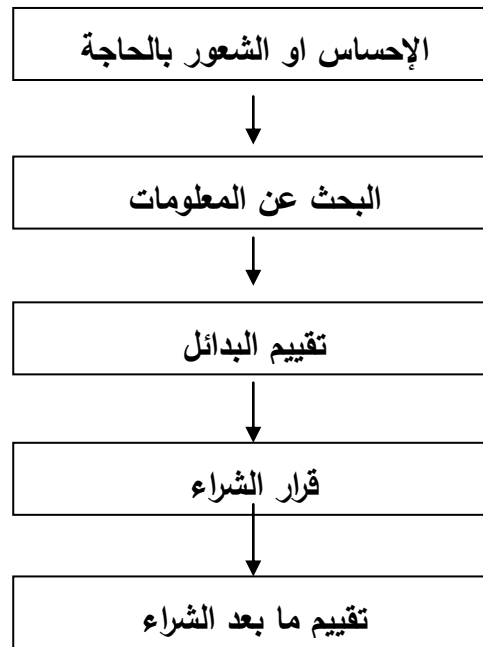 الإحساس او الشعور بالحاجة
البحث عن المعلومات
تقييم البدائل
قرار الشراء
تقييم ما بعد الشراء